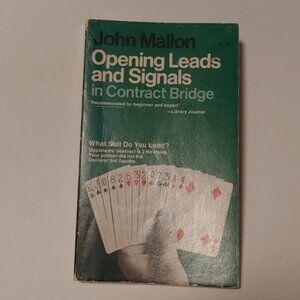 John Mallon
Opening Leads
and Signals
in Contract Bridge
"Recommended for beginner and expert"
—Library Journal
What Suit Do You Lead?
Opponents' contract is 3 No trump.
Your partner did not bid.
Declarer bid Spades.